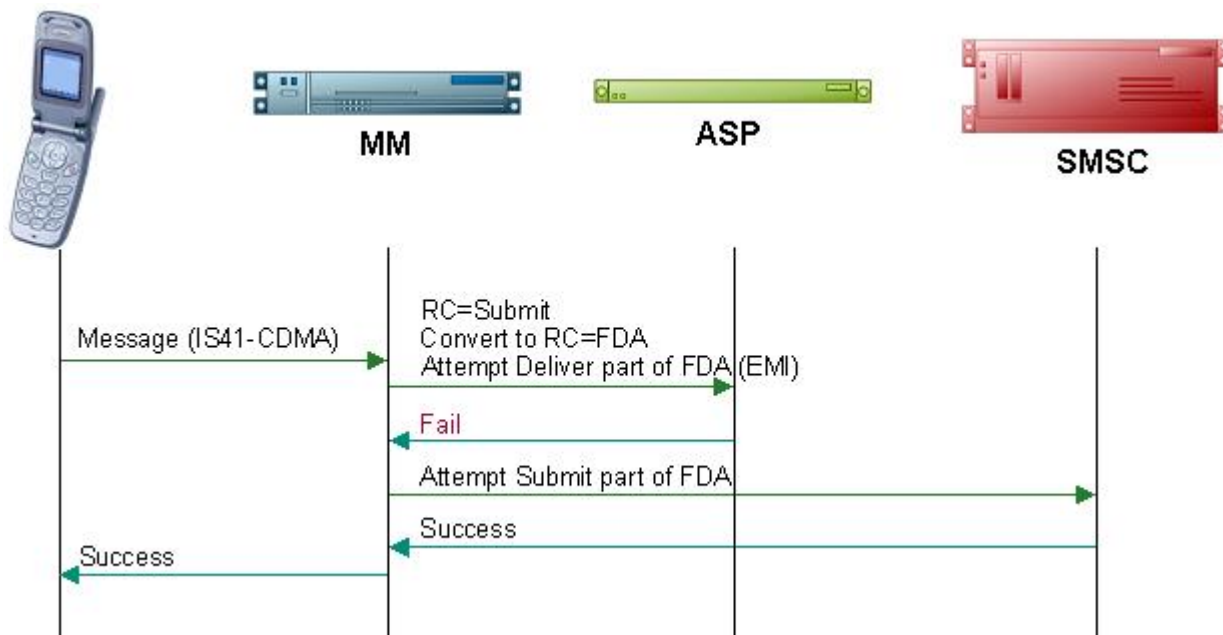 MM
ASP
SMSC
Message (IS41-CDMA)
RC=Submit
Convert to RC=FDA
Attempt Deliver part of FDA (EMI)
Fail
Attempt Submit part of FDA
Success
Success